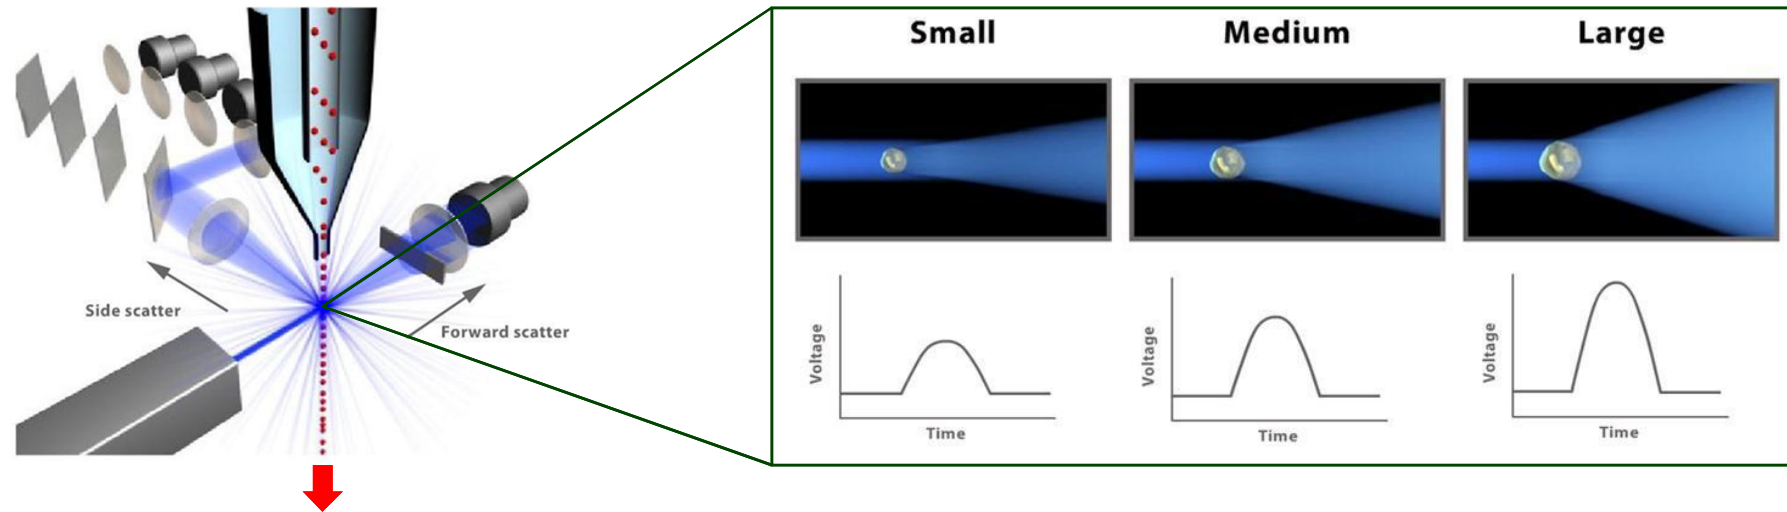 Side scatter
Forward scatter
Small
Medium
Large
Voltage
Time
Voltage
Time
Voltage
Time